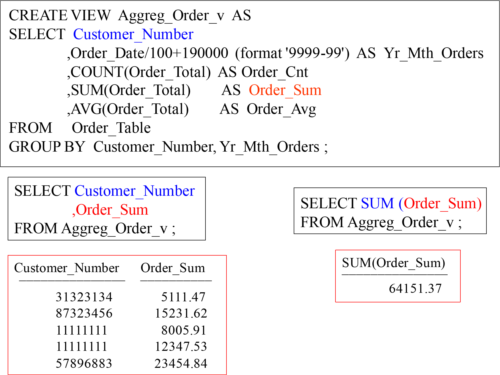 CREATE VIEW Aggreg_Order_v AS
SELECT Customer_Number
,Order_Date/100+190000 (format '9999-99') AS Yr_Mth_Orders
,COUNT(Order_Total) AS Order_Cnt
,SUM(Order_Total) AS Order_Sum
,AVG(Order_Total) AS Order_Avg
FROM Order_Table
GROUP BY Customer_Number, Yr_Mth_Orders ;
SELECT Customer_Number
,Order_Sum
FROM Aggreg_Order_v ;
SELECT SUM (Order_Sum)
FROM Aggreg_Order_v ;
Customer_Number Order_Sum
31323134 5111.47
87323456 15231.62
11111111 8005.91
11111111 12347.53
57896883 23454.84
SUM(Order_Sum)
64151.37